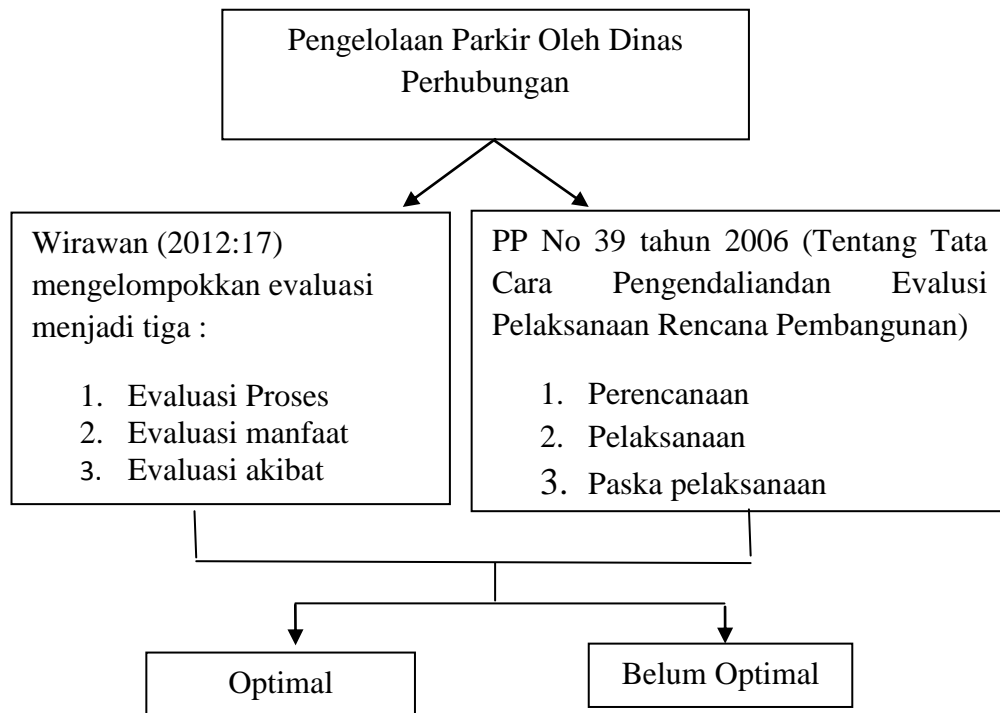 Pengelolaan Parkir Oleh Dinas
Perhubungan
Wirawan (2012:17)
mengelompokkan evaluasi
menjadi tiga :
1. Evaluasi Proses
2. Evaluasi manfaat
3. Evaluasi akibat
PP No 39 tahun 2006 (Tentang Tata
Cara Pengendaliandan Evalusi
Pelaksanaan Rencana Pembangunan)
1. Perencanaan
2. Pelaksanaan
3. Paska pelaksanaan
Optimal
Belum Optimal